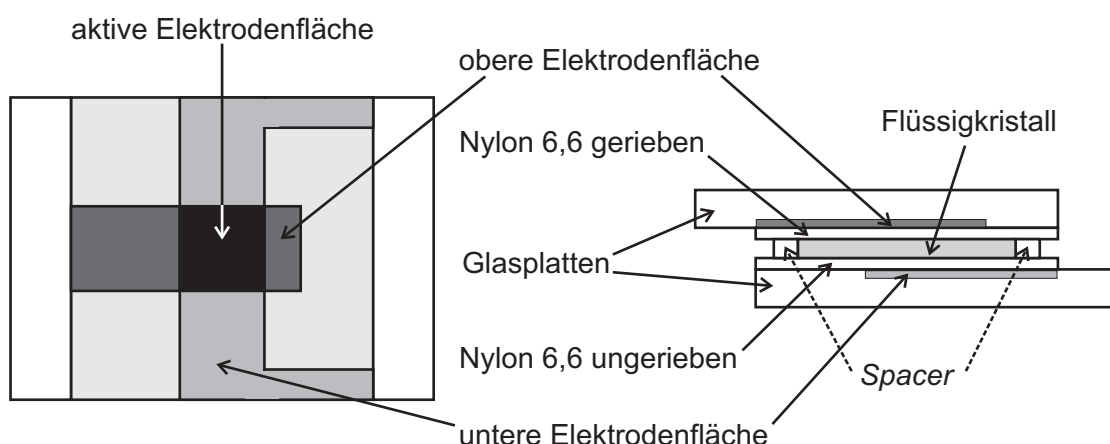 aktive Elektrodenfläche
obere Elektrodenfläche
Flüssigkristall
Nylon 6,6 gerieben
Glasplatten
Nylon 6,6 ungerieben
Spacer
untere Elektrodenfläche